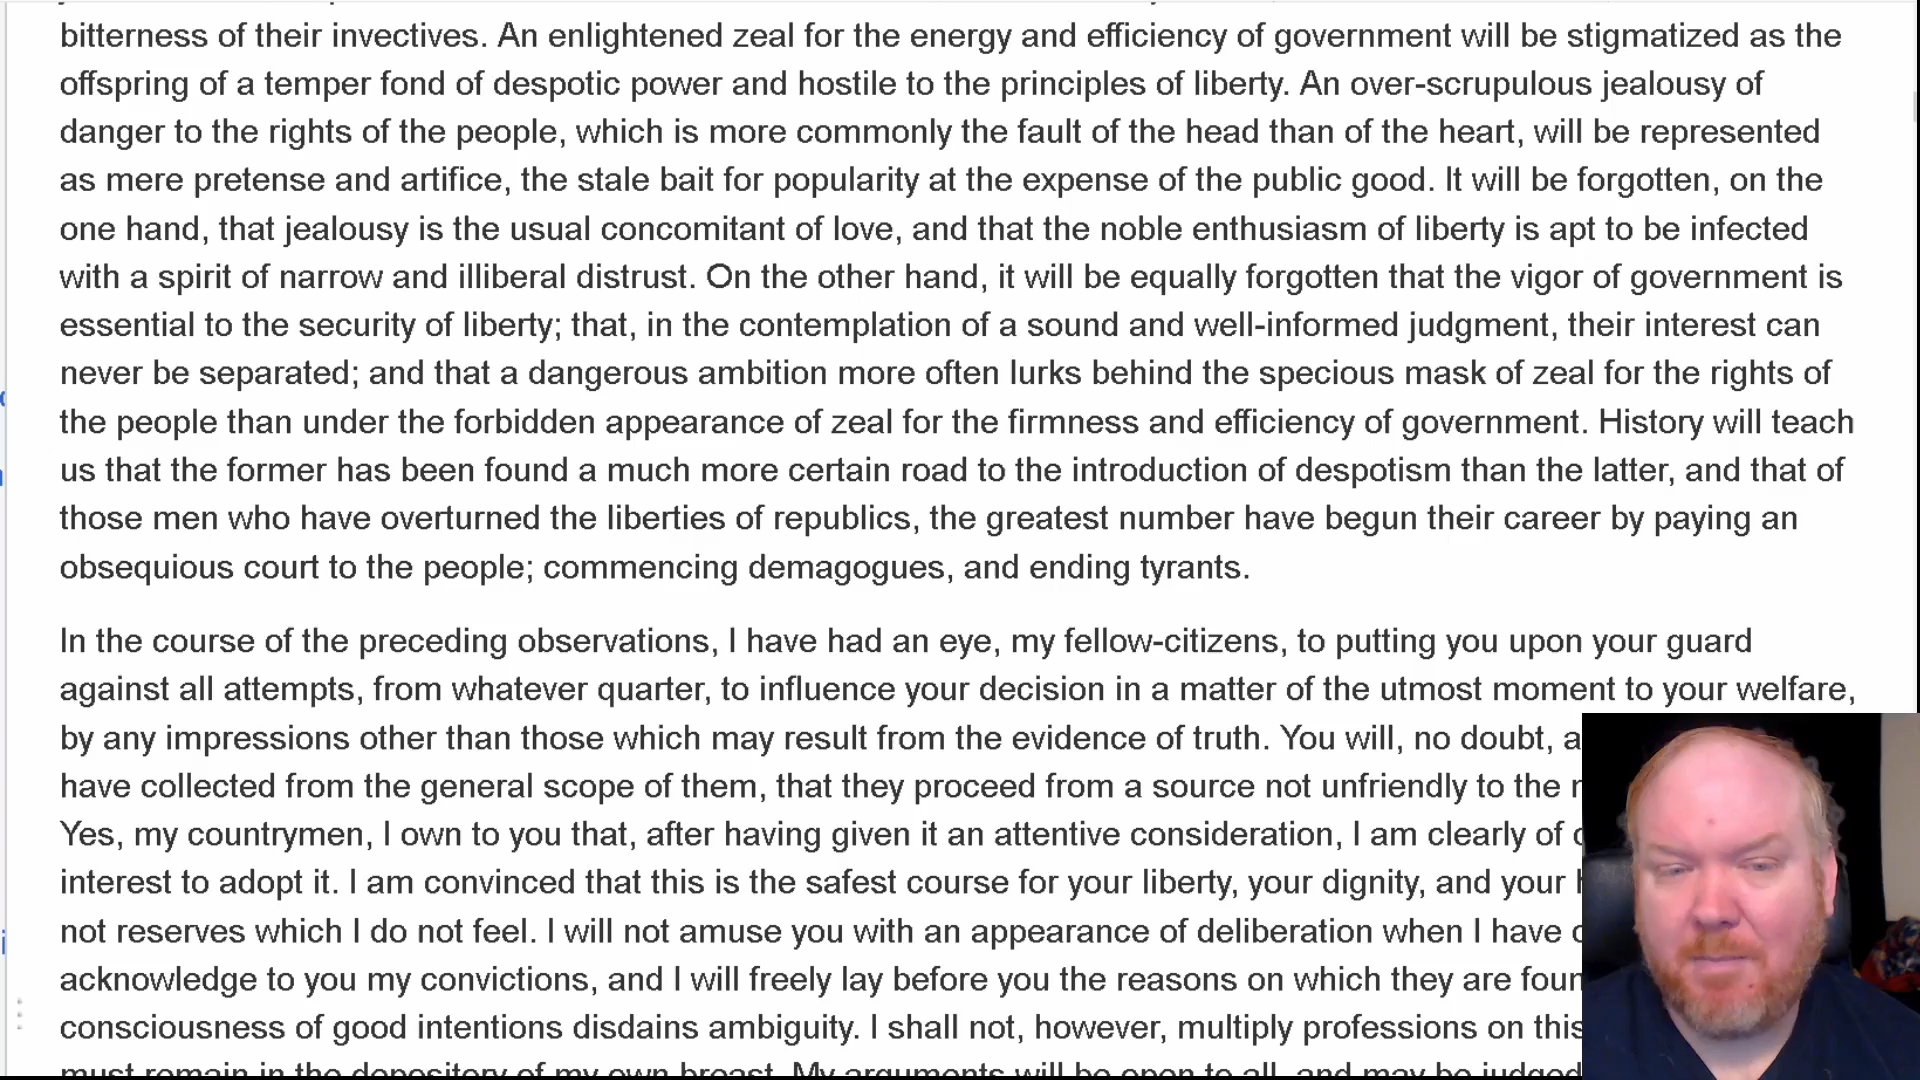 bitterness of their invectives. An enlightened zeal for the energy and efficiency of government will be stigmatized as the
offspring of a temper fond of despotic power and hostile to the principles of liberty. An over-scrupulous jealousy of
danger to the rights of the people, which is more commonly the fault of the head than of the heart, will be represented
as mere pretense and artifice, the stale bait for popularity at the expense of the public good. It will be forgotten, on the
one hand, that jealousy is the usual concomitant of love, and that the noble enthusiasm of liberty is apt to be infected
with a spirit of narrow and illiberal distrust. On the other hand, it will be equally forgotten that the vigor of government is
essential to the security of liberty; that, in the contemplation of a sound and well-informed judgment, their interest can
never be separated; and that a dangerous ambition more often lurks behind the specious mask of zeal for the rights of
the people than under the forbidden appearance of zeal for the firmness and efficiency of government. History will teach
us that the former has been found a much more certain road to the introduction of despotism than the latter, and that of
those men who have overturned the liberties of republics, the greatest number have begun their career by paying an
obsequious court to the people; commencing demagogues, and ending tyrants.
In the course of the preceding observations, I have had an eye, my fellow-citizens, to putting you upon your guard
against all attempts, from whatever quarter, to influence your decision in a matter of the utmost moment to your welfare,
by any impressions other than those which may result from the evidence of truth. You will, no doubt,
have collected from the general scope of them, that they proceed from a source not unfriendly to the
Yes, my countrymen, I own to you that, after having given it an attentive consideration, I am clearly of
interest to adopt it. I am convinced that this is the safest course for your liberty, your dignity, and your
not reserves which I do not feel. I will not amuse you with an appearance of deliberation when I have
acknowledge to you my convictions, and I will freely lay before you the reasons on which they are
consciousness of good intentions disdains ambiguity. I shall not, however, multiply professions on this
must remain in the depository of my own breast. My arguments will be open to all, and may be judged